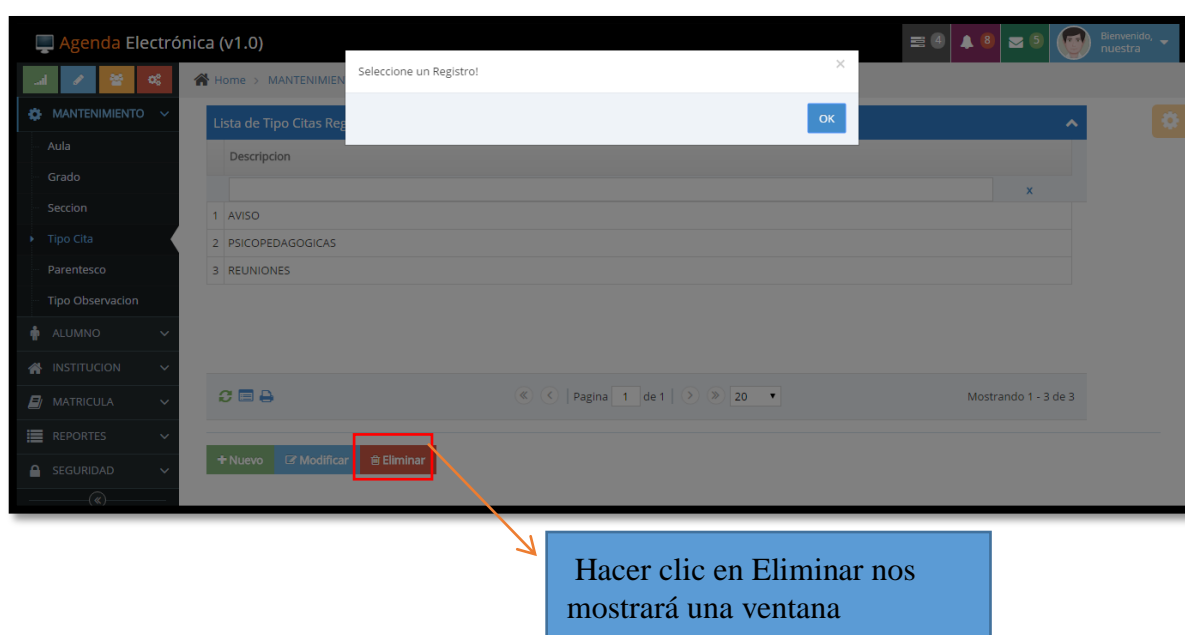 Agenda Electrónica (v1.0)
4
8
5
Bienvenido,
nuestra
Seleccione un Registro!
×
OK
Home > MANTENIMIEN
MANTENIMIENTO
Aula
Grado
Seccion
Tipo Cita
Parentesco
Tipo Observacion
ALUMNO
INSTITUCION
MATRICULA
REPORTES
SEGURIDAD
Lista de Tipo Citas Reg
Descripcion
x
1 AVISO
2 PSICOPEDAGOGICAS
3 REUNIONES
Pagina 1 de 1 20
Mostrando 1 - 3 de 3
+Nuevo Modificar Eliminar
Hacer clic en Eliminar nos
mostrará una ventana